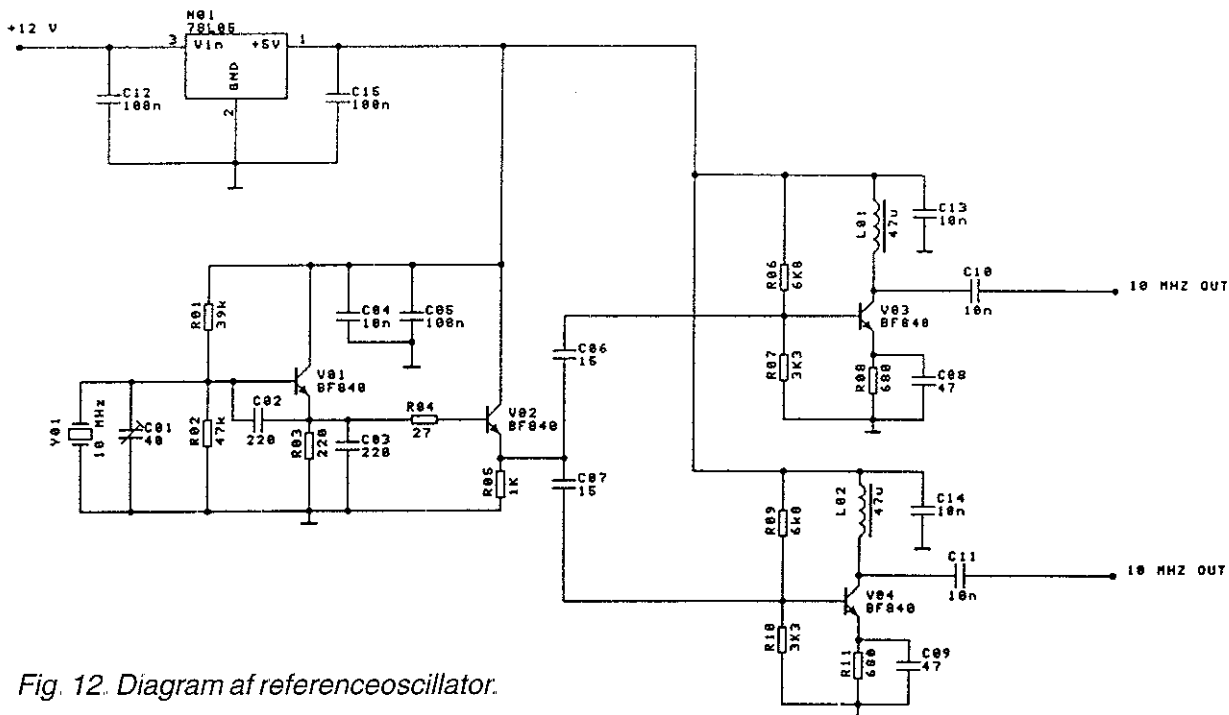 +12 V
N01
78L05
3
Vin
+5V
1
GND
2
C12
100n
C15
100n
R01
39k
C04
10n
C05
100n
V01
BF840
Y01
10 MHz
C01
40
R02
47k
C02
220
R03
220
C03
220
R04
27
V02
BF840
R05
1K
C06
15
C07
15
R06
6K8
R07
3K3
L01
47u
C13
10n
C10
10n
10 MHZ OUT
V03
BF840
R08
680
C08
47
R09
6k8
R10
3K3
L02
47u
C14
10n
C11
10n
10 MHZ OUT
V04
BF840
R11
680
C09
47
Fig. 12. Diagram af referenceoscillator.